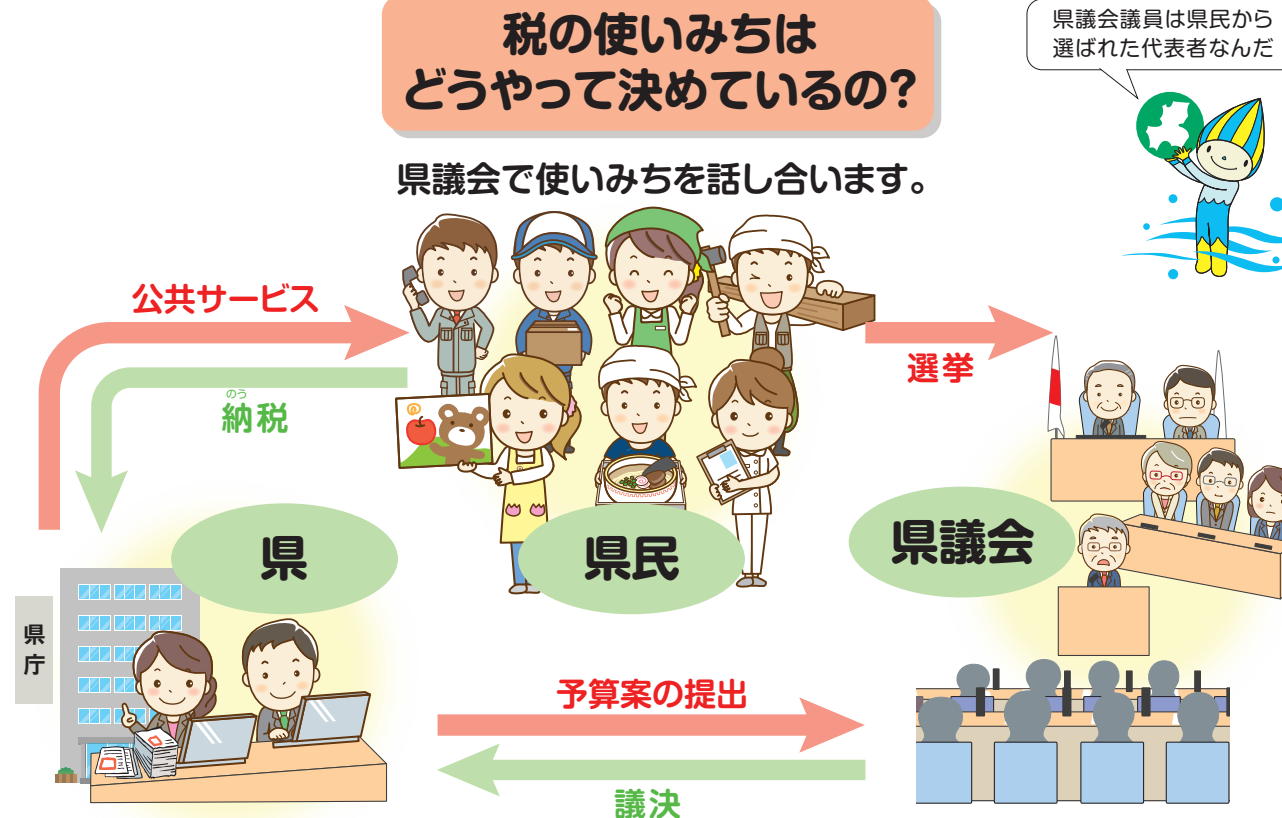 税の使いみちは
どうやって決めているの?
県議会議員は県民から
選ばれた代表者なんだ
県議会で使いみちを話し合います。
公共サービス
選挙
のう
納税
県
県民
県議会
県庁
予算案の提出
議決